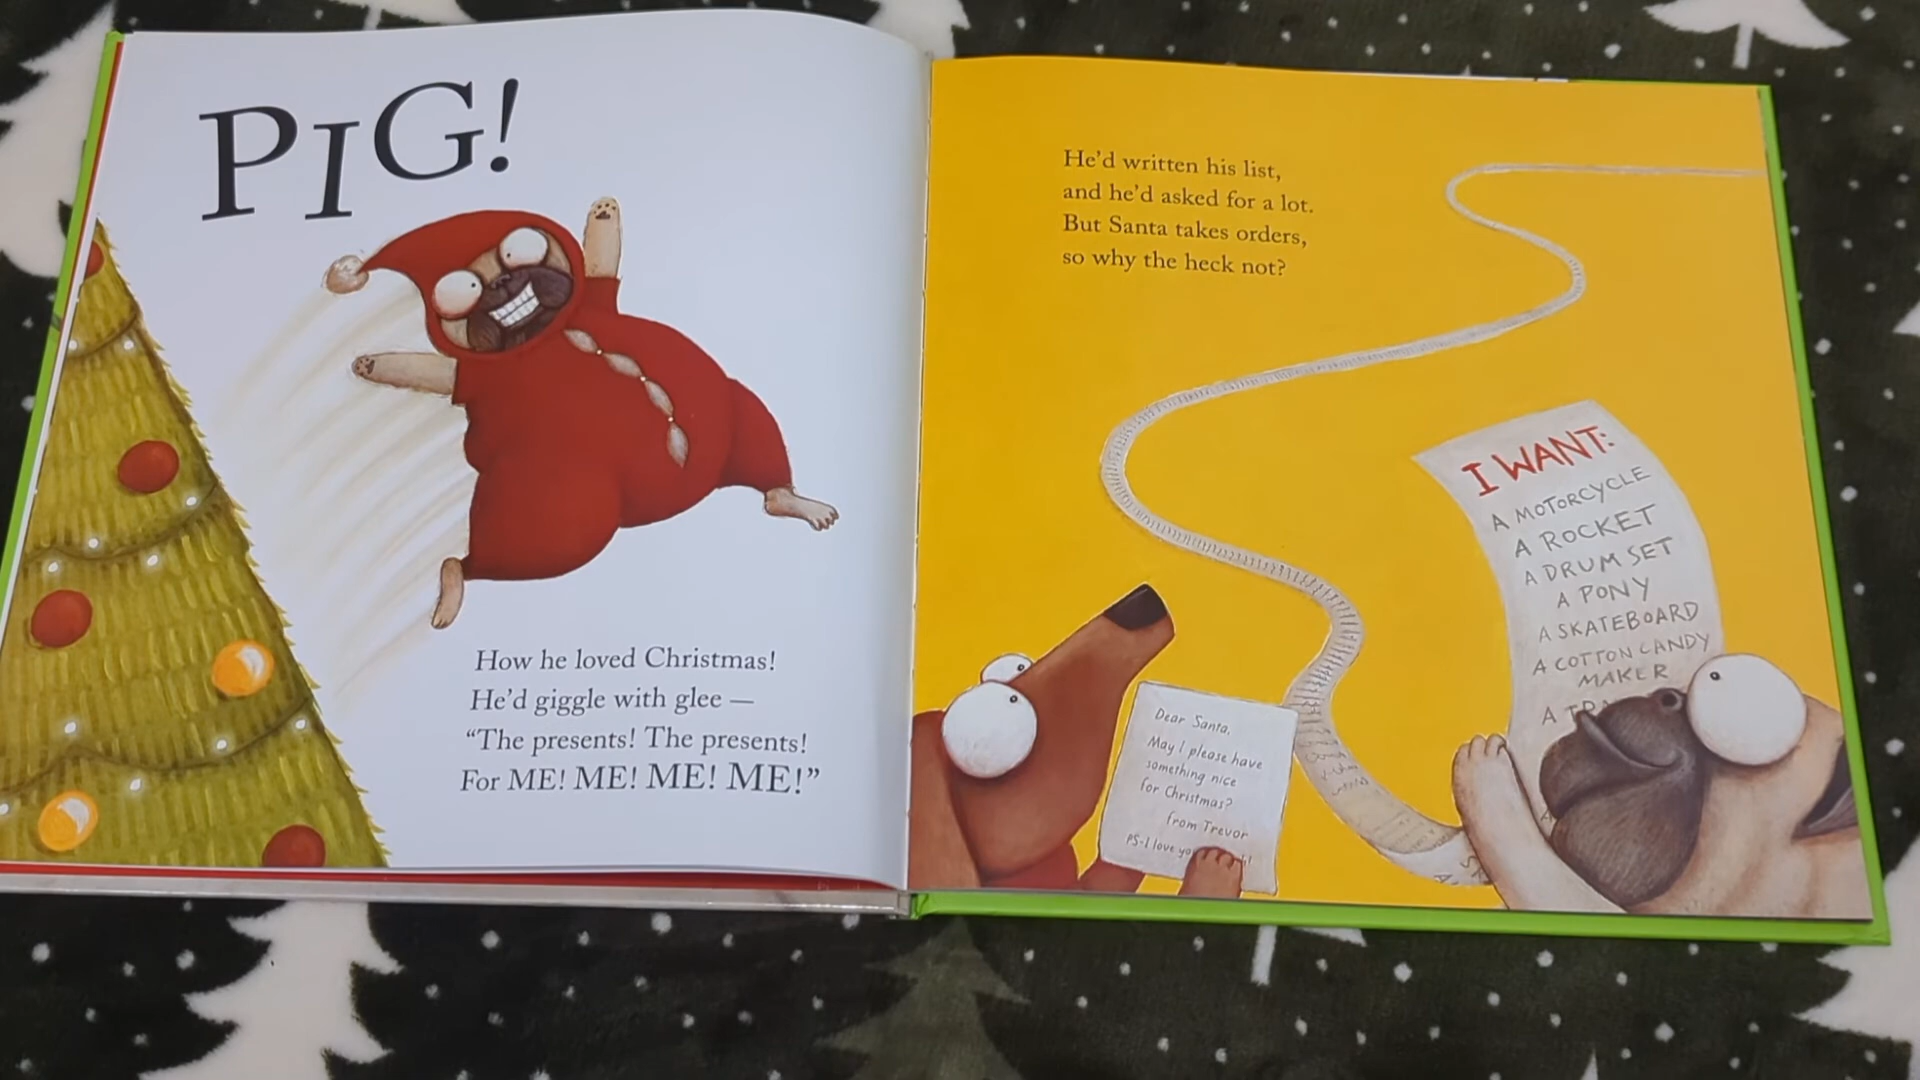 PIG!
How he loved Christmas!
He'd giggle with glee —
“The presents! The presents!
For ME! ME! ME! ME!”
He'd written his list,
and he'd asked for a lot.
But Santa takes orders,
so why the heck not?
I WANT:
A MOTORCYCLE
A ROCKET
A DRUM SET
A PONY
A SKATEBOARD
A COTTON CANDY
MAKER
A
Dear Santa,
May I please have
something nice
for Christmas?
from Trevor
PS-I love